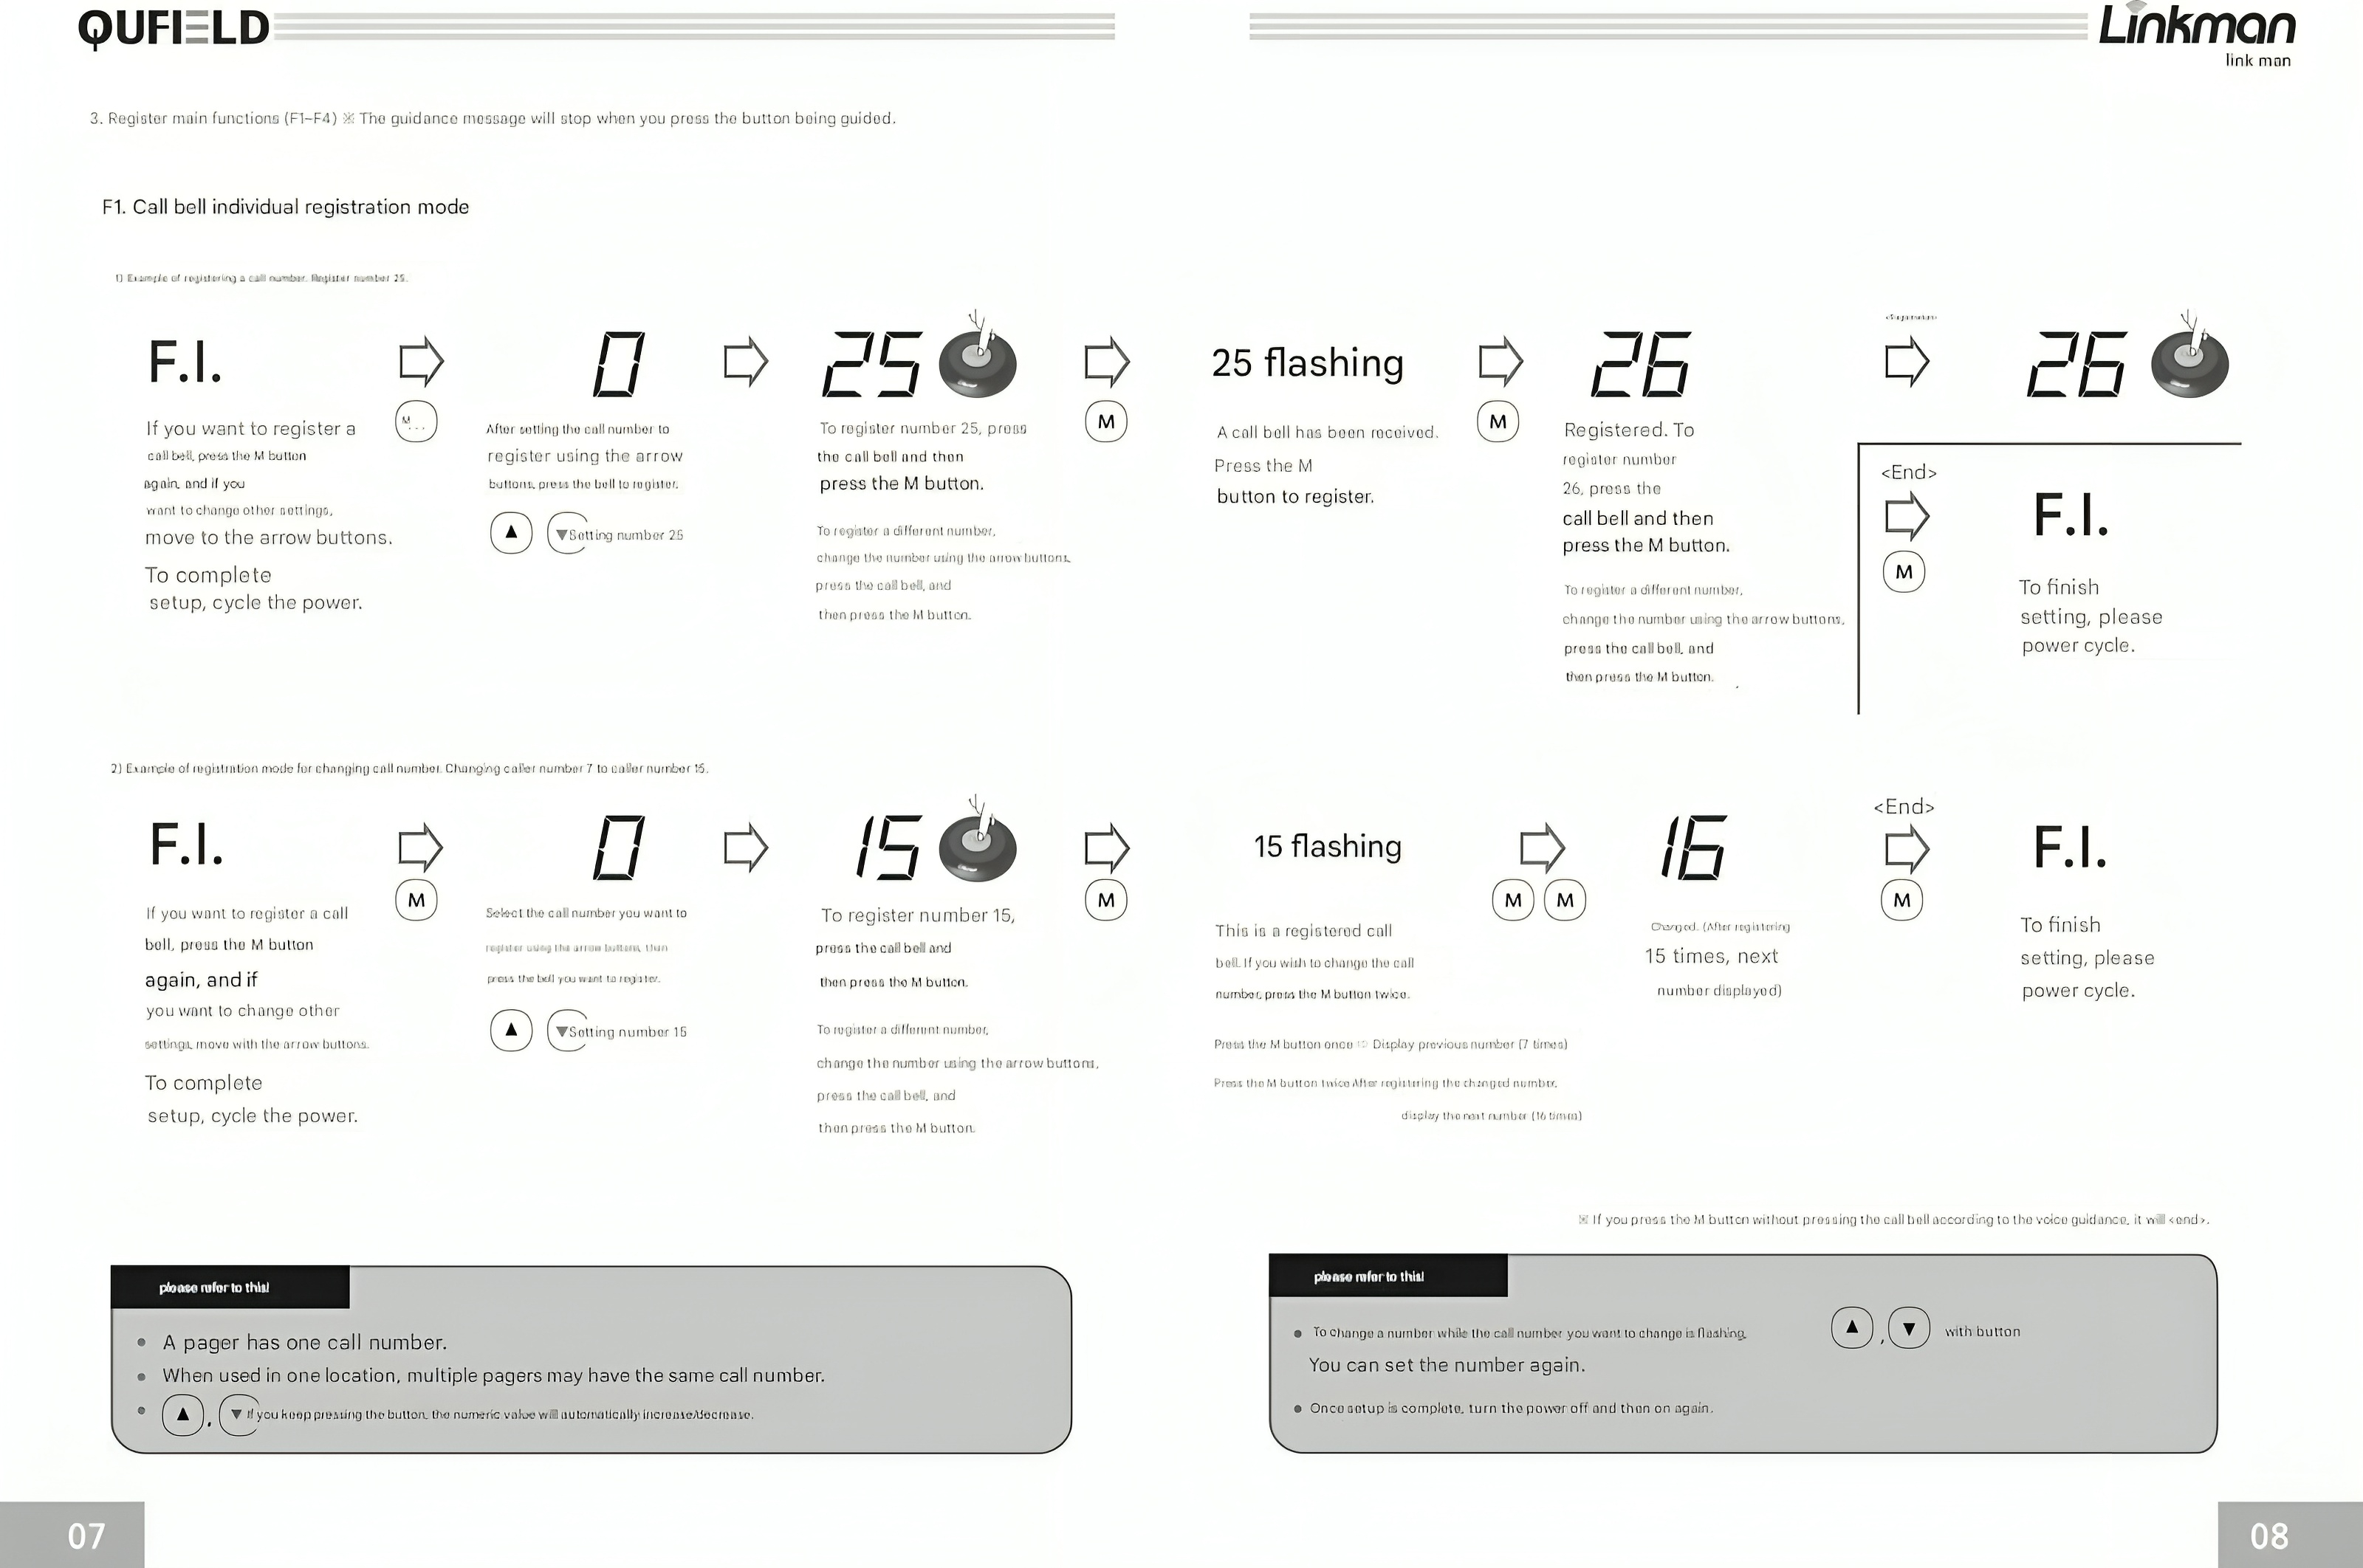 QUFIELD
Linkman
link man
3. Register main functions (F1~F4) ※ The guidance message will stop when you press the button being guided.
F1. Call bell individual registration mode
1) Example of registering a call number. Register number 25.
F.I.
M...
If you want to register a
call bell, press the M button
again, and if you
want to change other settings,
move to the arrow buttons.
To complete
setup, cycle the power.
0
After setting the call number to
register using the arrow
buttons, press the bell to register.
▲ ▼Setting number 25
25
M
To register number 25, press
the call bell and then
press the M button.
To register a different number,
change the number using the arrow buttons,
press the call bell, and
then press the M button.
25 flashing
M
A call bell has been received.
Press the M
button to register.
26
Registered. To
register number
26, press the
call bell and then
press the M button.
To register a different number,
change the number using the arrow buttons,
press the call bell, and
then press the M button.
26
<End>
M
F.I.
To finish
setting, please
power cycle.
2) Example of registration mode for changing call number. Changing caller number 7 to caller number 15.
F.I.
M
If you want to register a call
bell, press the M button
again, and if
you want to change other
settings, move with the arrow buttons.
To complete
setup, cycle the power.
0
Select the call number you want to
register using the arrow buttons, then
press the bell you want to register.
▲ ▼Setting number 15
15
M
To register number 15,
press the call bell and
then press the M button.
To register a different number,
change the number using the arrow buttons,
press the call bell, and
then press the M button.
15 flashing
M M
This is a registered call
bell. If you wish to change the call
number, press the M button twice.
Press the M button once ⇨ Display previous number (7 times)
Press the M button twice After registering the changed number,
display the next number (16 times)
16
Changed. (After registering
15 times, next
number displayed)
<End>
M
F.I.
To finish
setting, please
power cycle.
※ If you press the M button without pressing the call bell according to the voice guidance, it will <end>.
please refer to this!
• A pager has one call number.
• When used in one location, multiple pagers may have the same call number.
• ▲, ▼ If you keep pressing the button, the numeric value will automatically increase/decrease.
please refer to this!
• To change a number while the call number you want to change is flashing, ▲, ▼ with button
You can set the number again.
• Once setup is complete, turn the power off and then on again.
07
08